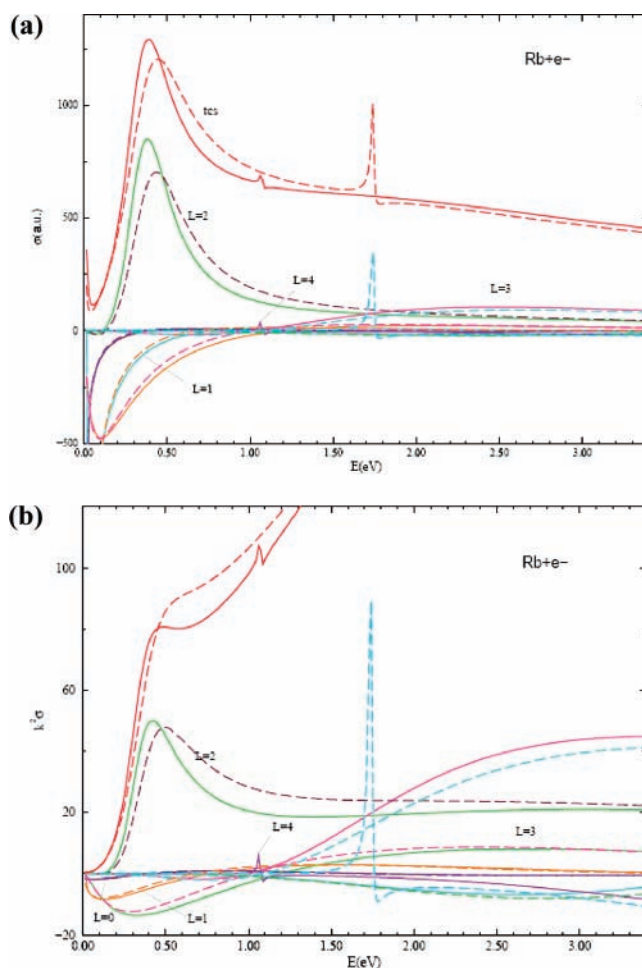 (a)
Rb+e−
1000
tcs
σ(a.u.)
500
L=2
L=4
L=3
0
L=1
−500
0.00 0.50 1.00 1.50 2.00 2.50 3.00
E(eV)
(b)
Rb+e−
100
k²σ
60
L=2
20
L=4
L=3
L=0
L=1
−20
0.00 0.50 1.00 1.50 2.00 2.50 3.00
E(eV)